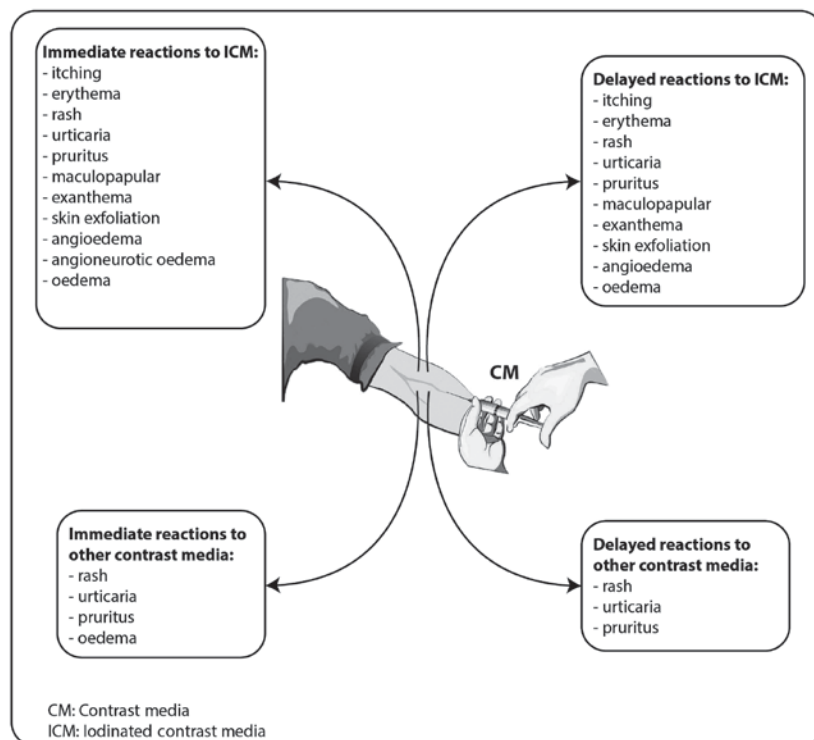 Immediate reactions to ICM:
- itching
- erythema
- rash
- urticaria
- pruritus
- maculopapular
- exanthema
- skin exfoliation
- angioedema
- angioneurotic oedema
- oedema
Delayed reactions to ICM:
- itching
- erythema
- rash
- urticaria
- pruritus
- maculopapular
- exanthema
- skin exfoliation
- angioedema
- oedema
CM
Immediate reactions to
other contrast media:
- rash
- urticaria
- pruritus
- oedema
Delayed reactions to
other contrast media:
- rash
- urticaria
- pruritus
CM: Contrast media
ICM: Iodinated contrast media